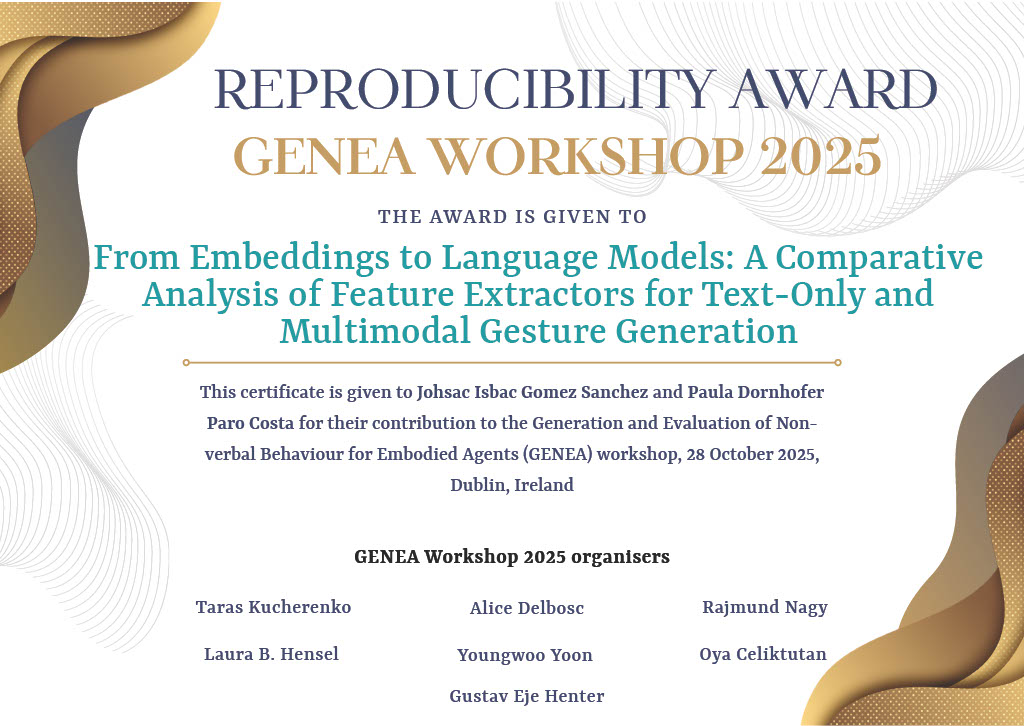 REPRODUCIBILITY AWARD
GENEA WORKSHOP 2025
THE AWARD IS GIVEN TO
From Embeddings to Language Models: A Comparative
Analysis of Feature Extractors for Text-Only and
Multimodal Gesture Generation
This certificate is given to Johsac Isbac Gomez Sanchez and Paula Dornhofer
Paro Costa for their contribution to the Generation and Evaluation of Non-
verbal Behaviour for Embodied Agents (GENEA) workshop, 28 October 2025,
Dublin, Ireland
GENEA Workshop 2025 organisers
Taras Kucherenko Alice Delbosc Rajmund Nagy
Laura B. Hensel Youngwoo Yoon Oya Celiktutan
Gustav Eje Henter